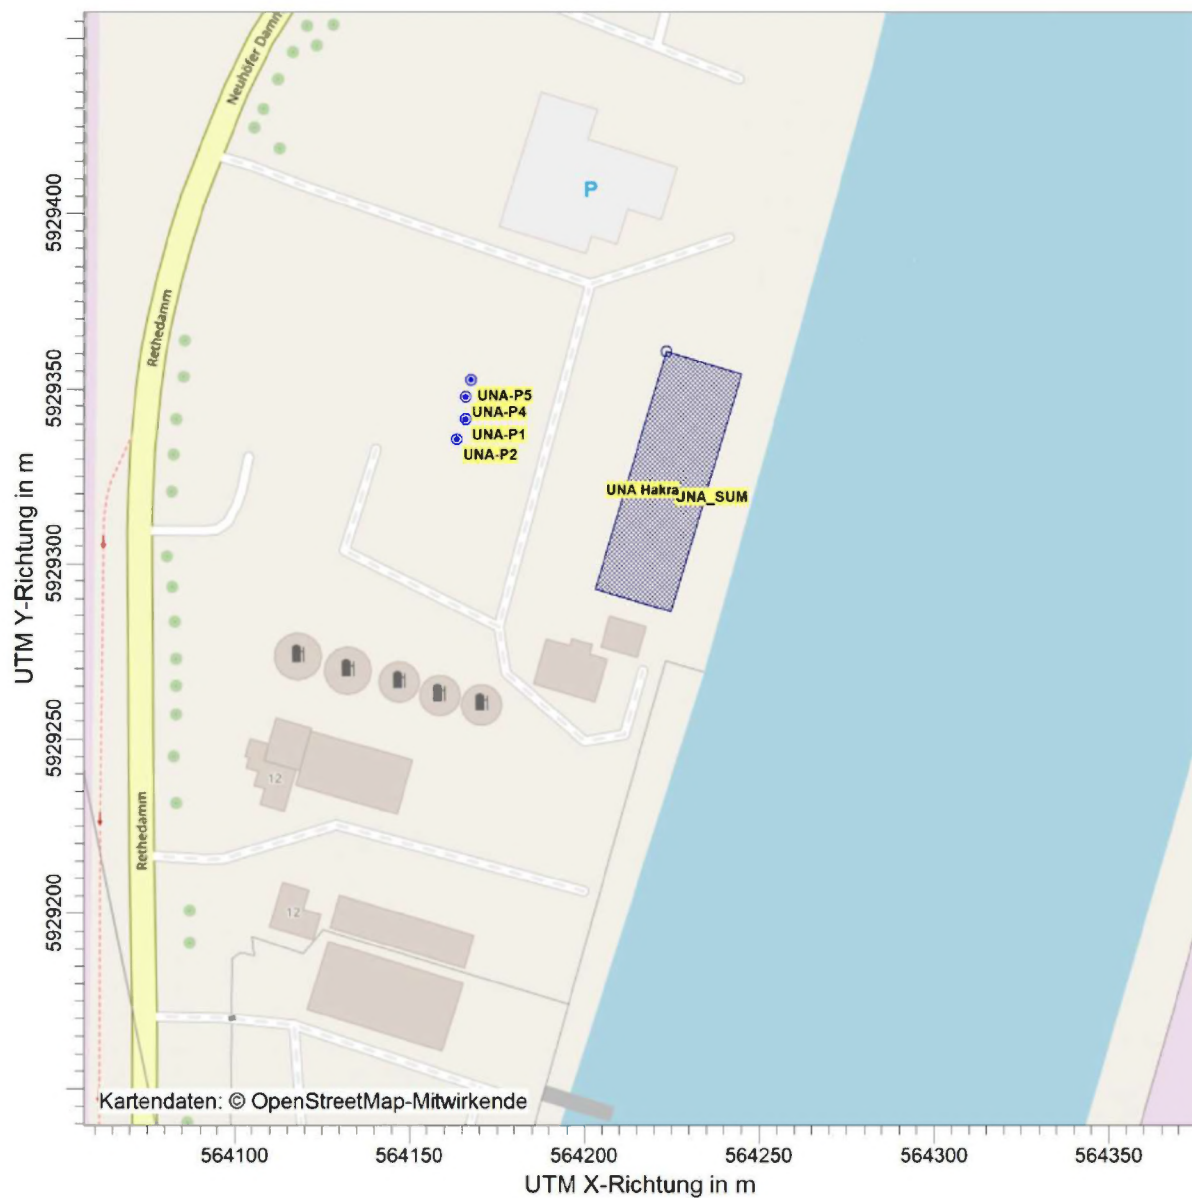 Neuhöfer Damm
P
5929400
Rethedamm
5929350
UNA-P5
UNA-P4
UNA-P1
UNA-P2
UNA Hakra
UNA_SUM
5929300
UTM Y-Richtung in m
5929250
12
Rethedamm
5929200
12
Kartendaten: © OpenStreetMap-Mitwirkende
564100 564150 564200 564250 564300 564350
UTM X-Richtung in m